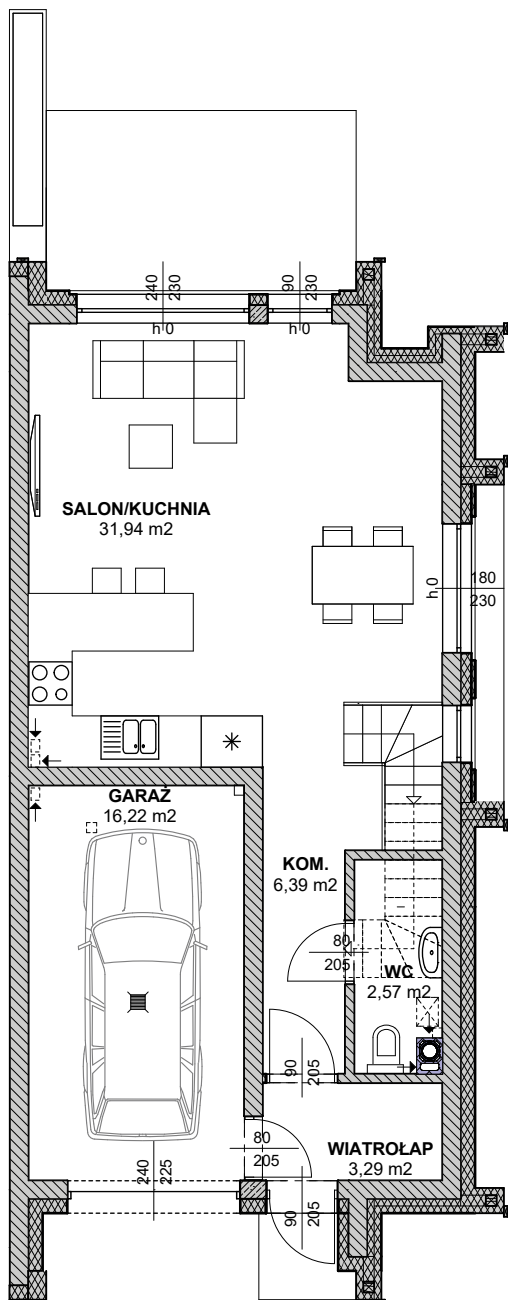 240
230
90
230
h 0
h 0
SALON/KUCHNIA
31,94 m2
h 0
180
230
GARAŻ
16,22 m2
KOM.
6,39 m2
80
205
WC
2,57 m2
90
205
80
205
WIATROŁAP
3,29 m2
240
225
90
205